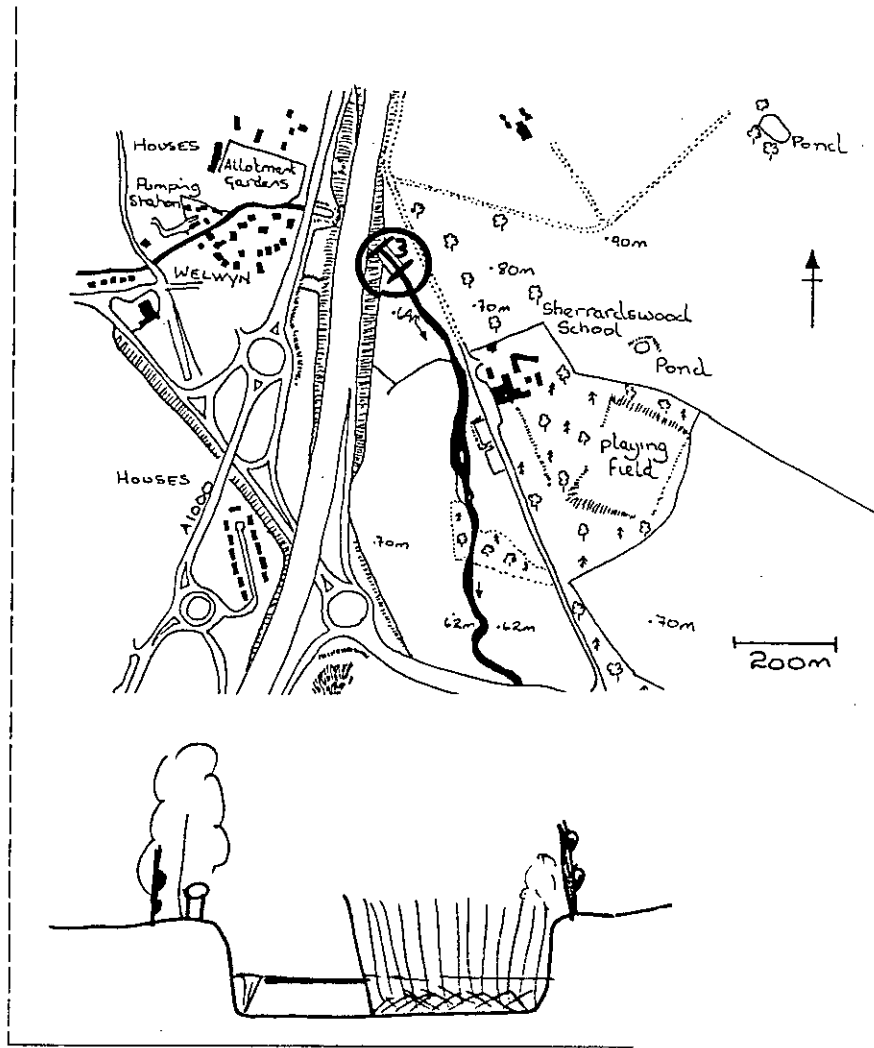 HOUSES
Allotment
Gardens
Pumping
Station
WELWYN
3
Pond
.90m
.80m
.70m
Sherrardswood
School
Pond
Playing
field
HOUSES
A1000
.70m
62m .62m
.70m
200m